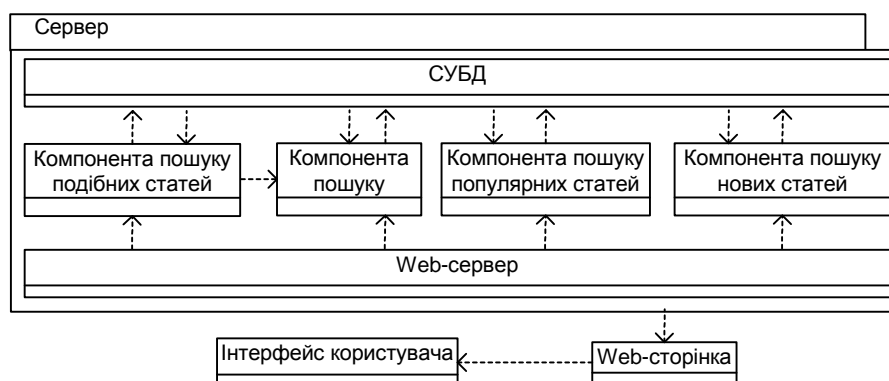 Сервер
СУБД
Компонента пошуку
подібних статей
Компонента
пошуку
Компонента пошуку
популярних статей
Компонента пошуку
нових статей
Web-сервер
Інтерфейс користувача
Web-сторінка